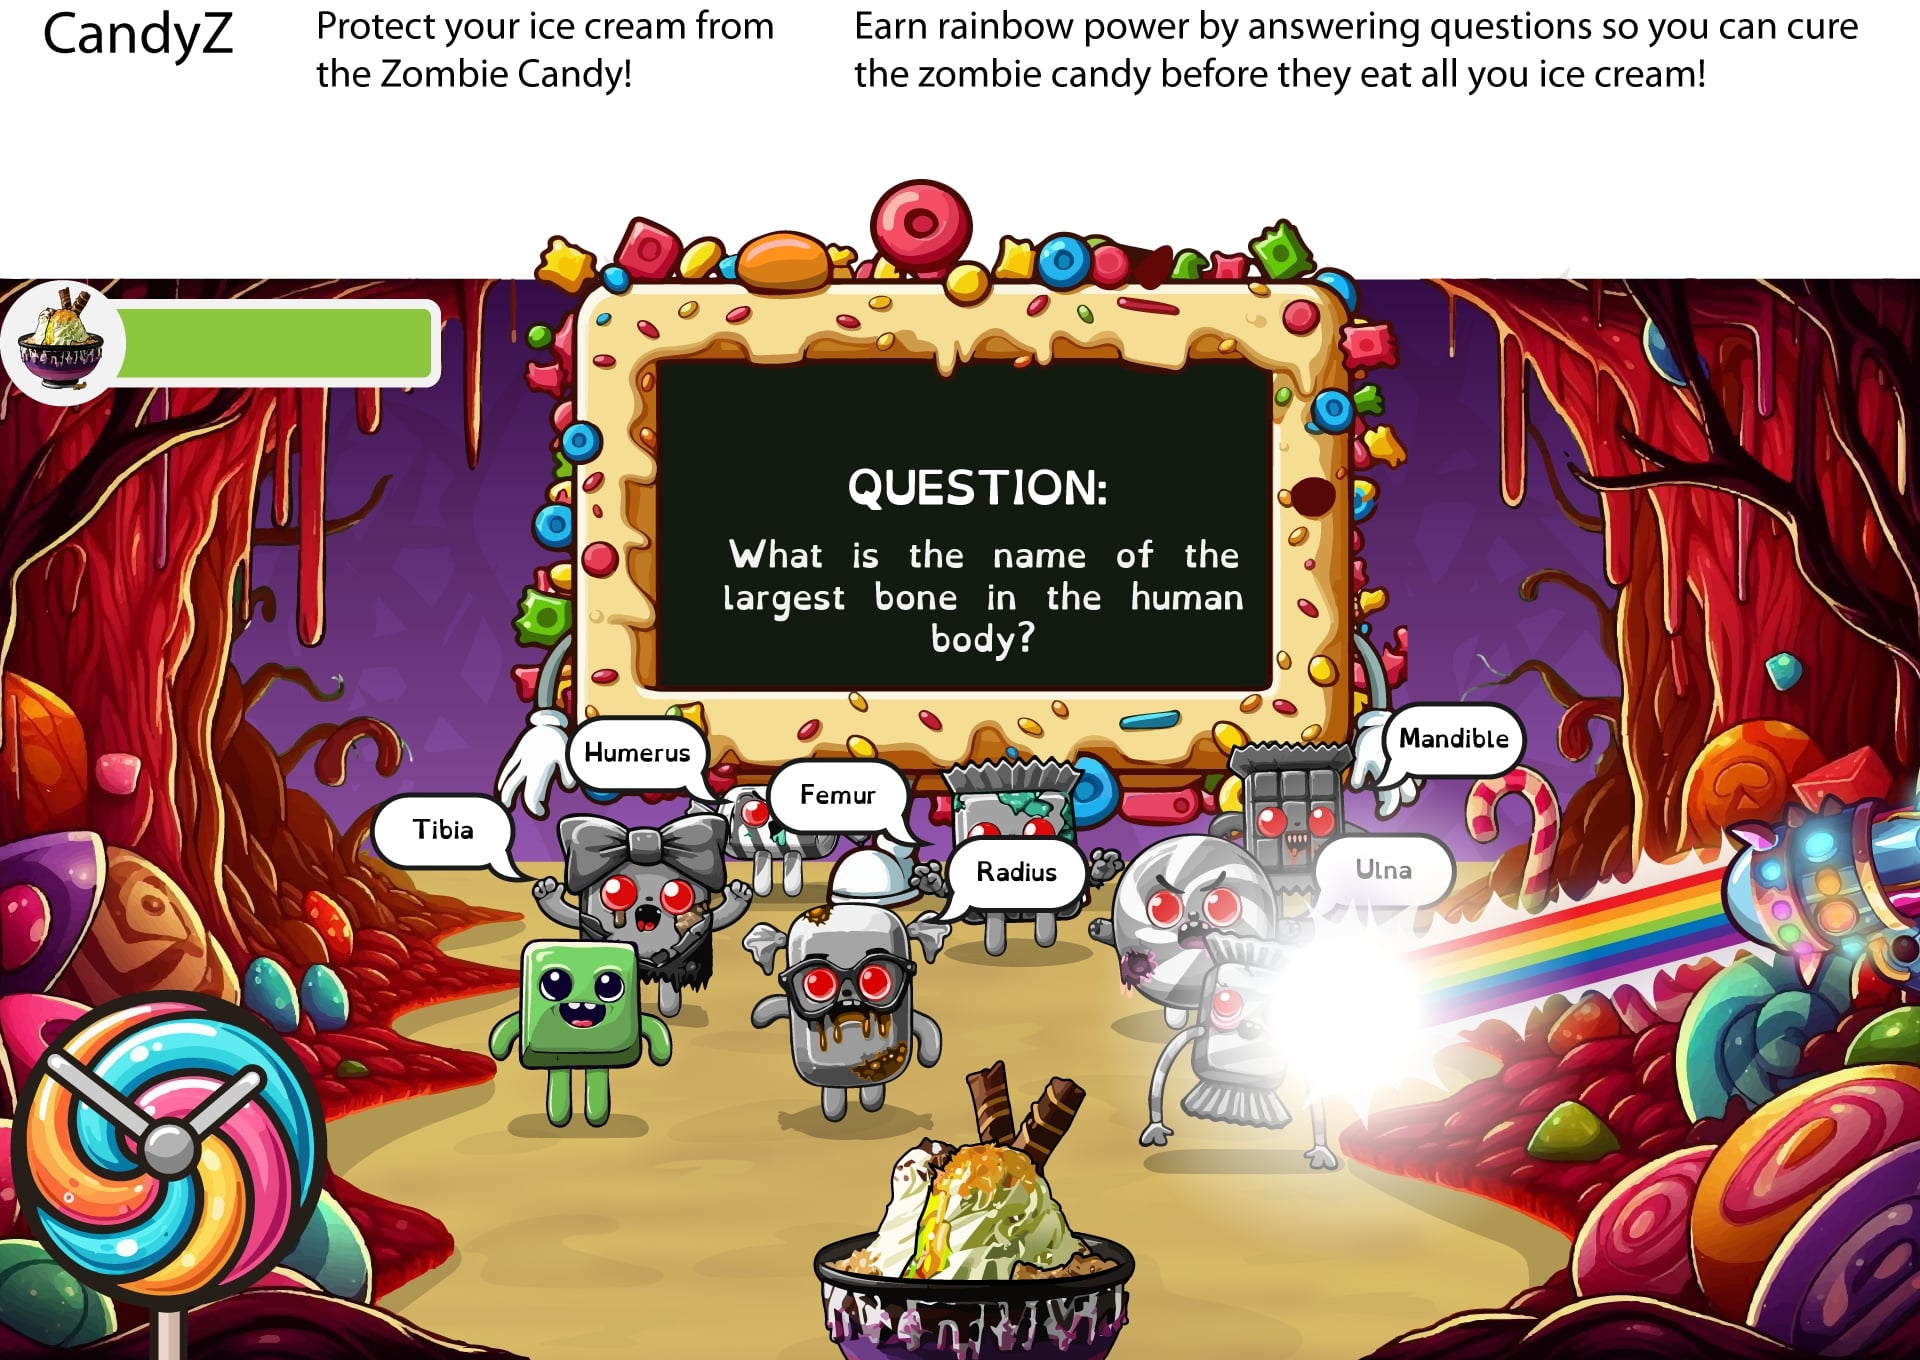 CandyZ
Protect your ice cream from
the Zombie Candy!
Earn rainbow power by answering questions so you can cure
the zombie candy before they eat all you ice cream!
QUESTION:
What is the name of the
largest bone in the human
body?
Humerus
Mandible
Femur
Tibia
Radius
Ulna